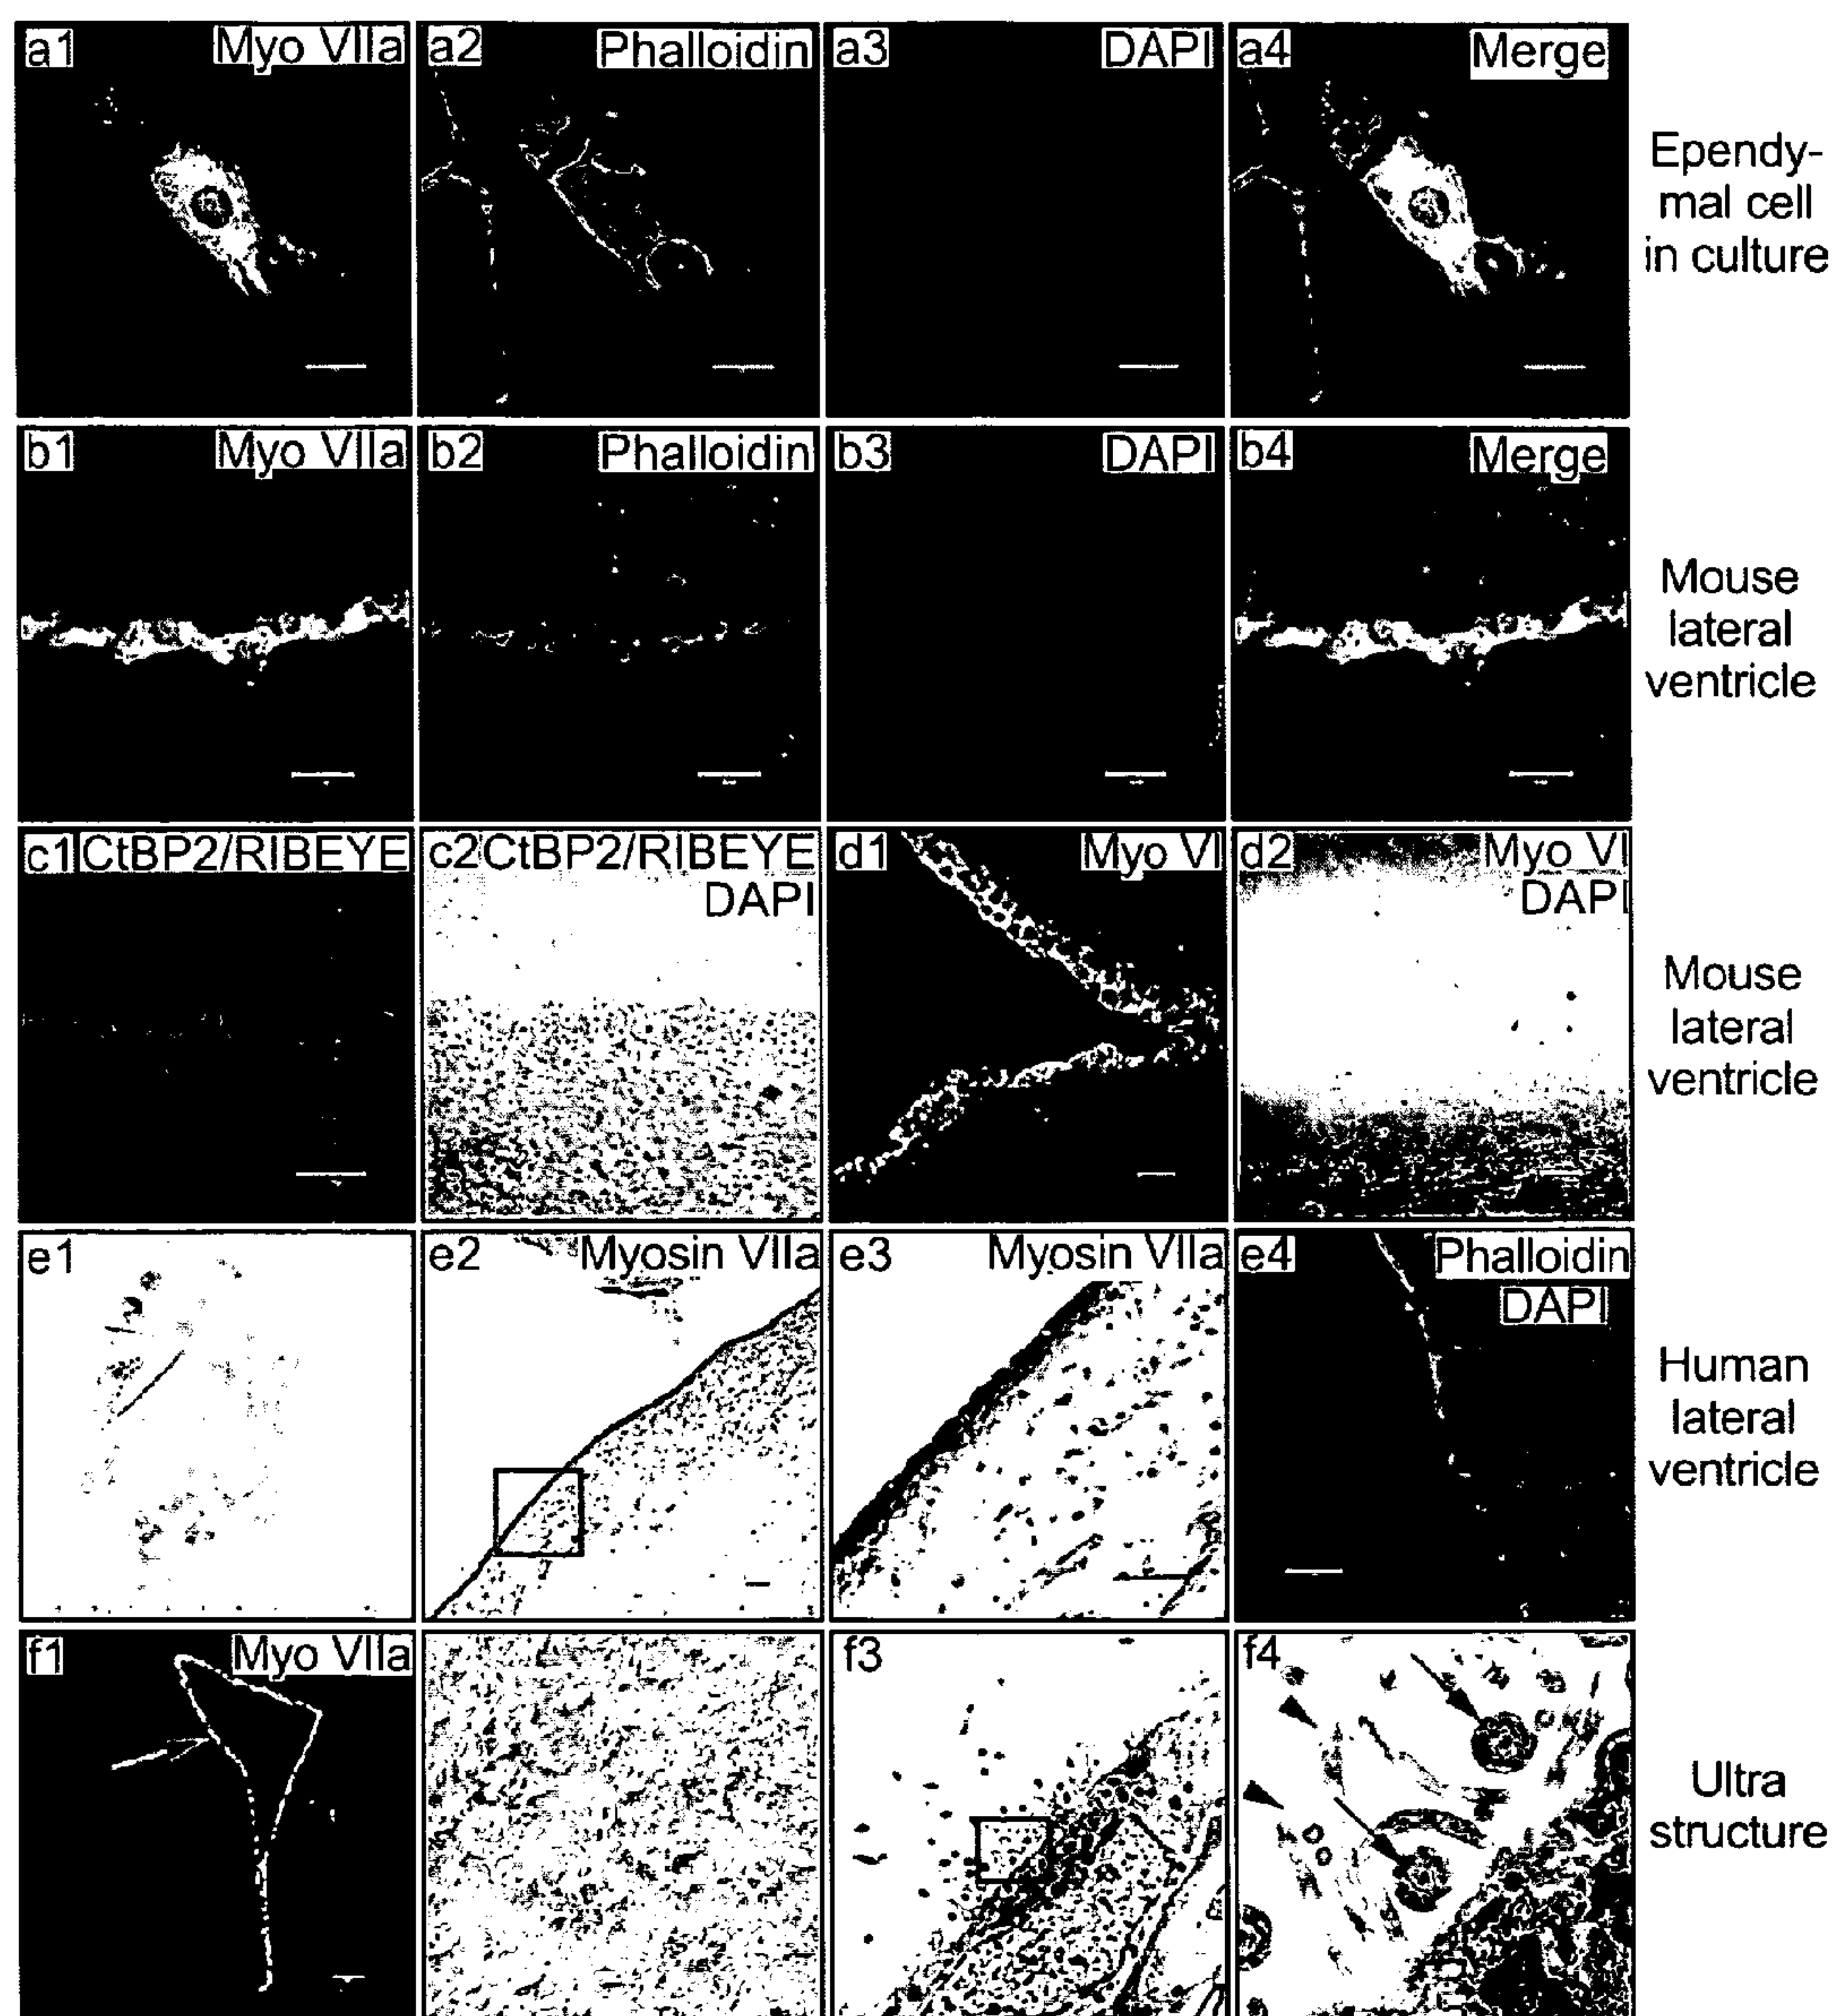 a1 Myo VIIa a2 Phalloidin a3 DAPI a4 Merge
Ependy-
mal cell
in culture
b1 Myo VIIa b2 Phalloidin b3 DAPI b4 Merge
Mouse
lateral
ventricle
c1 CtBP2/RIBEYE c2 CtBP2/RIBEYE d1 Myo VI d2 Myo VI
DAPI DAPI
Mouse
lateral
ventricle
e1 e2 Myosin VIIa e3 Myosin VIIa e4 Phalloidin
DAPI
Human
lateral
ventricle
f1 Myo VIIa f3 f4
Ultra
structure